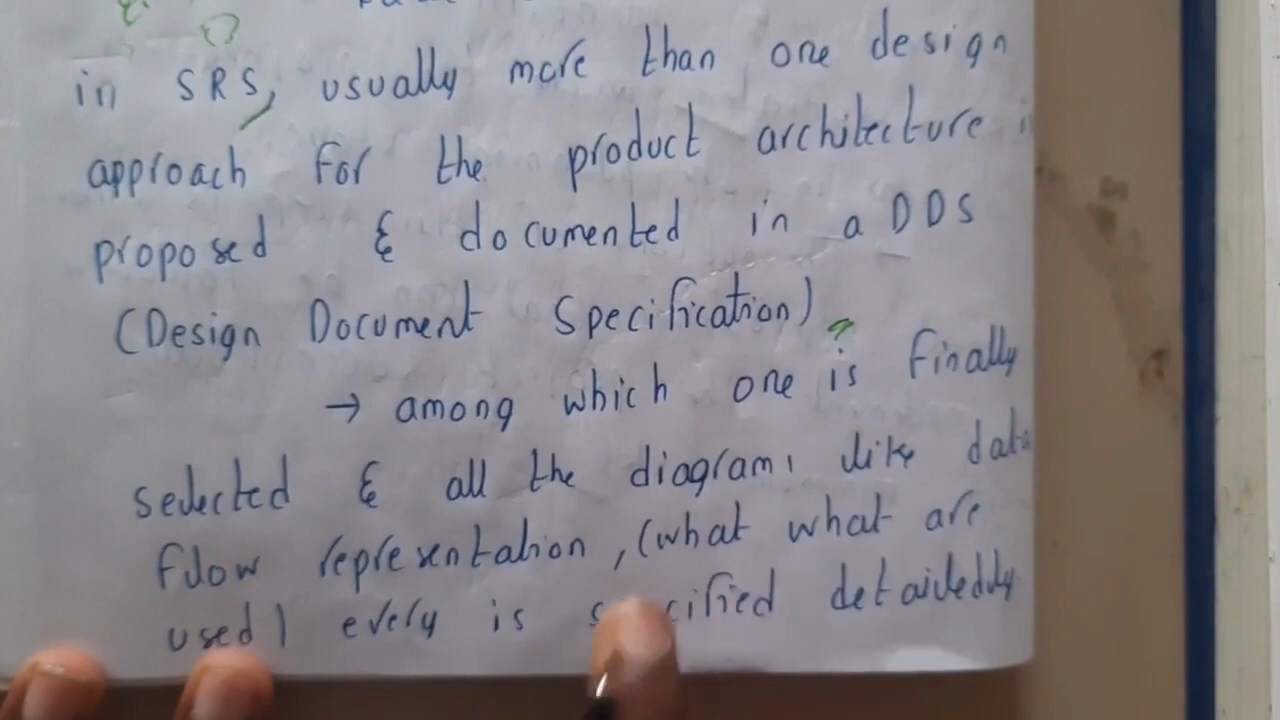 in SRS, usually more than one design
approach for the product architecture
proposed & documented in a DDS
(Design Document Specification)
→ among which one is finally
selected & all the diagrams like data
flow representation, (what what are
used) every is specified detailedly